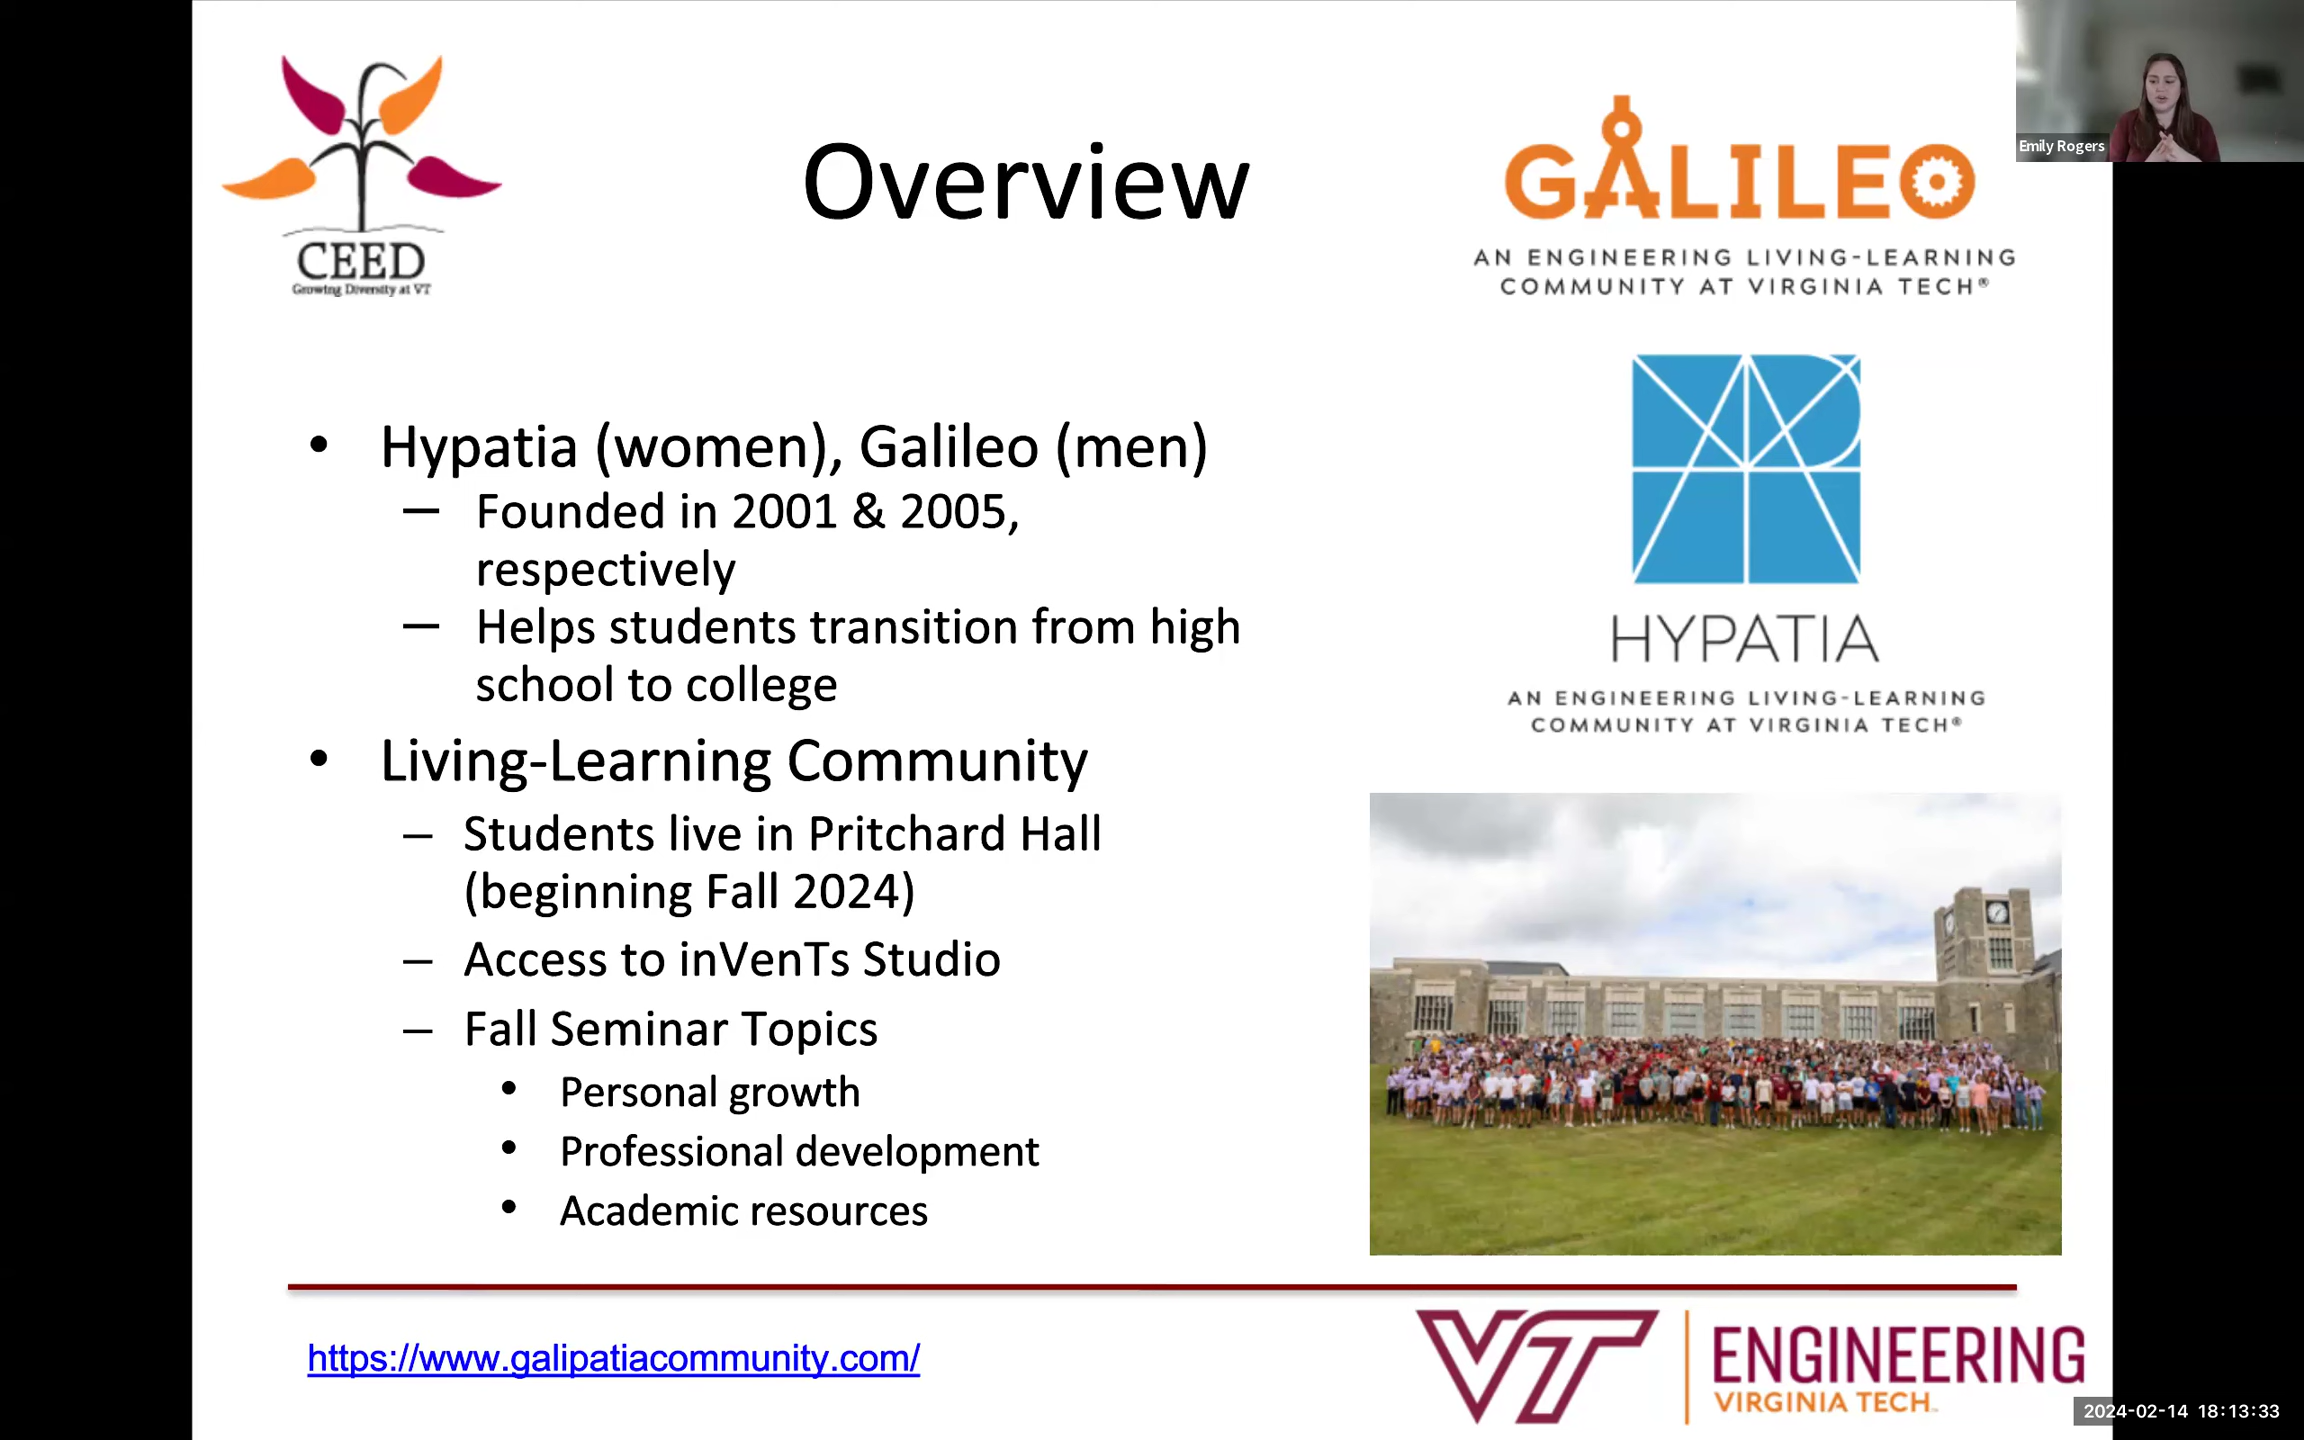 CEED
Growing Diversity at VT
Overview
GALILEO
AN ENGINEERING LIVING-LEARNING
COMMUNITY AT VIRGINIA TECH®
Emily Rogers
• Hypatia (women), Galileo (men)
— Founded in 2001 & 2005,
respectively
— Helps students transition from high
school to college
• Living-Learning Community
– Students live in Pritchard Hall
(beginning Fall 2024)
– Access to inVenTs Studio
– Fall Seminar Topics
• Personal growth
• Professional development
• Academic resources
HYPATIA
AN ENGINEERING LIVING-LEARNING
COMMUNITY AT VIRGINIA TECH®
https://www.galipatiacommunity.com/
VT
ENGINEERING
VIRGINIA TECH™
2024-02-14 18:13:33